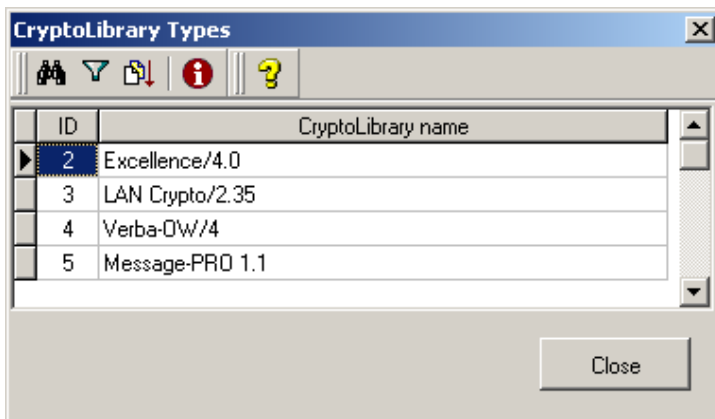 CryptoLibrary Types
ID CryptoLibrary name
2 Excellence/4.0
3 LAN Crypto/2.35
4 Verba-OW/4
5 Message-PRO 1.1
Close